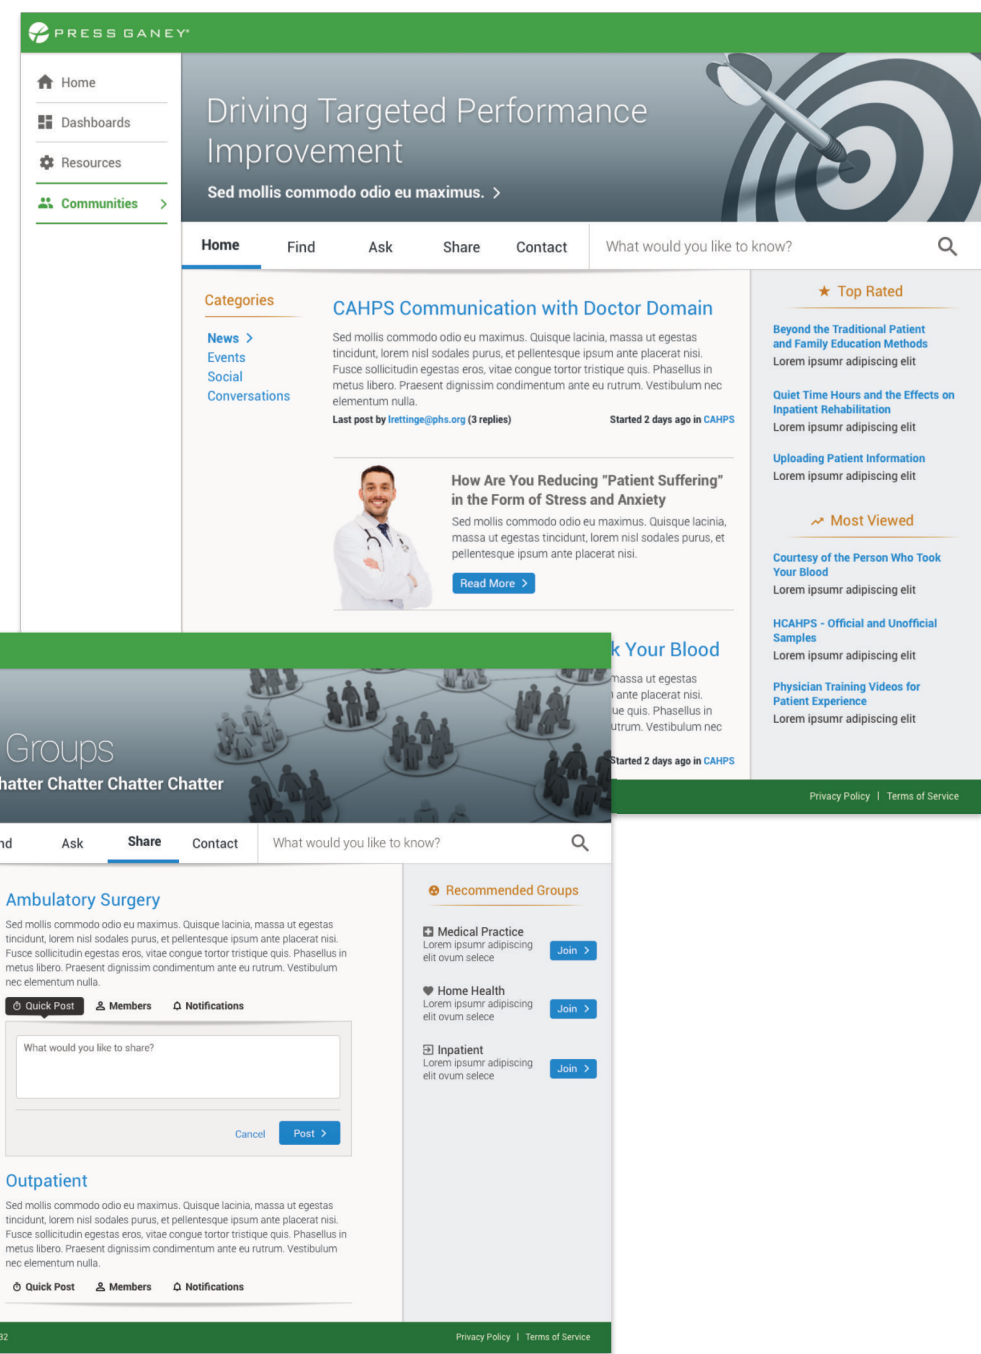 PRESS GANEY®
Home
Dashboards
Resources
Communities
Driving Targeted Performance
Improvement
Sed mollis commodo odio eu maximus.
Home Find Ask Share Contact What would you like to know?
Categories
News
Events
Social
Conversations
CAHPS Communication with Doctor Domain
Sed mollis commodo odio eu maximus. Quisque lacinia, massa ut egestas
tincidunt, lorem nisl sodales purus, et pellentesque ipsum ante placerat nisi.
Fusce sollicitudin egestas eros, vitae congue tortor tristique quis. Phasellus in
metus libero. Praesent dignissim condimentum ante eu rutrum. Vestibulum nec
elementum nulla.
Last post by lrettinge@phs.org (3 replies) Started 2 days ago in CAHPS
How Are You Reducing "Patient Suffering"
in the Form of Stress and Anxiety
Sed mollis commodo odio eu maximus. Quisque lacinia,
massa ut egestas tincidunt, lorem nisl sodales purus, et
pellentesque ipsum ante placerat nisi.
Read More
k Your Blood
massa ut egestas
ante placerat nisi.
ue quis. Phasellus in
utrum. Vestibulum nec
Started 2 days ago in CAHPS
Top Rated
Beyond the Traditional Patient
and Family Education Methods
Lorem ipsumr adipiscing elit
Quiet Time Hours and the Effects on
Inpatient Rehabilitation
Lorem ipsumr adipiscing elit
Uploading Patient Information
Lorem ipsumr adipiscing elit
Most Viewed
Courtesy of the Person Who Took
Your Blood
Lorem ipsumr adipiscing elit
HCAHPS - Official and Unofficial
Samples
Lorem ipsumr adipiscing elit
Physician Training Videos for
Patient Experience
Lorem ipsumr adipiscing elit
Privacy Policy | Terms of Service
Groups
hatter Chatter Chatter Chatter
nd Ask Share Contact What would you like to know?
Ambulatory Surgery
Sed mollis commodo odio eu maximus. Quisque lacinia, massa ut egestas
tincidunt, lorem nisl sodales purus, et pellentesque ipsum ante placerat nisi.
Fusce sollicitudin egestas eros, vitae congue tortor tristique quis. Phasellus in
metus libero. Praesent dignissim condimentum ante eu rutrum. Vestibulum
nec elementum nulla.
Quick Post Members Notifications
What would you like to share?
Cancel Post
Outpatient
Sed mollis commodo odio eu maximus. Quisque lacinia, massa ut egestas
tincidunt, lorem nisl sodales purus, et pellentesque ipsum ante placerat nisi.
Fusce sollicitudin egestas eros, vitae congue tortor tristique quis. Phasellus in
metus libero. Praesent dignissim condimentum ante eu rutrum. Vestibulum
nec elementum nulla.
Quick Post Members Notifications
Recommended Groups
Medical Practice
Lorem ipsumr adipiscing
elit ovum selece
Join
Home Health
Lorem ipsumr adipiscing
elit ovum selece
Join
Inpatient
Lorem ipsumr adipiscing
elit ovum selece
Join
32
Privacy Policy | Terms of Service